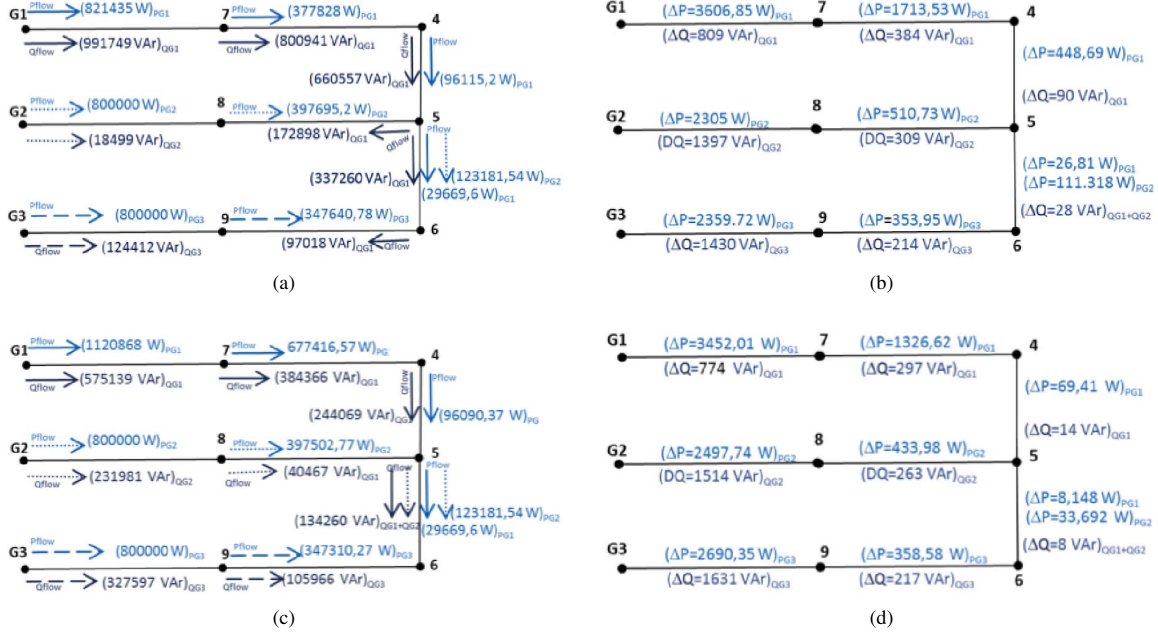 G1 Pflow (821435 W)PG1 7 Pflow (377828 W)PG1 4
Qflow (991749 VAr)QG1 Qflow (800941 VAr)QG1
Qflow Pflow
(660557 VAr)QG1 (96115,2 W)PG1
G2 Pflow (800000 W)PG2 8 Pflow (397695,2 W)PG2 5
(18499 VAr)QG2 (172898 VAr)QG1 Qflow Pflow
Qflow
(337260 VAr)QG1 (123181,54 W)PG2
(29669,6 W)PG1
G3 Pflow (800000 W)PG3 9 Pflow (347640,78 W)PG3
Qflow (124412 VAr)QG3 (97018 VAr)QG1 Qflow 6
(a)
G1 (ΔP=3606,85 W)PG1 7 (ΔP=1713,53 W)PG1 4
(ΔQ=809 VAr)QG1 (ΔQ=384 VAr)QG1
(ΔP=448,69 W)PG1
(ΔQ=90 VAr)QG1
G2 (ΔP=2305 W)PG2 8 (ΔP=510,73 W)PG2 5
(DQ=1397 VAr)QG2 (DQ=309 VAr)QG2
(ΔP=26,81 W)PG1
(ΔP=111.318 W)PG2
(ΔQ=28 VAr)QG1+QG2
G3 (ΔP=2359.72 W)PG3 9 (ΔP=353,95 W)PG3
(ΔQ=1430 VAr)QG3 (ΔQ=214 VAr)QG3 6
(b)
G1 Pflow (1120868 W)PG1 7 Pflow 677416,57 W)PG: 4
Qflow (575139 VAr)QG1 Qflow (384366 VAr)QG1
Qflow Pflow
(244069 VAr)QG1 (96090,37 W)PG
G2 Pflow (800000 W)PG2 8 Pflow 397502,77 W)PG2 5
Qflow (231981 VAr)QG2 Qflow (40467 VAr)QG1 Qflow Pflow
(134260 VAr)QG1+QG2 (123181,54 W)PG2
(29669,6 W)PG1
G3 Pflow (800000 W)PG3 9 Pflow (347310,27 W)PG3
Qflow (327597 VAr)QG3 Qflow (105966 VAr)QG3 6
(c)
G1 (ΔP=3452,01 W)PG1 7 (ΔP=1326,62 W)PG1 4
(ΔQ=774 VAr)QG1 (ΔQ=297 VAr)QG1
(ΔP=69,41 W)PG1
(ΔQ=14 VAr)QG1
G2 (ΔP=2497,74 W)PG2 8 (ΔP=433,98 W)PG2 5
(DQ=1514 VAr)QG2 (DQ=263 VAr)QG2
(ΔP=8,148 W)PG1
(ΔP=33,692 W)PG2
(ΔQ=8 VAr)QG1+QG2
G3 (ΔP=2690,35 W)PG3 9 (ΔP=358,58 W)PG3
(ΔQ=1631 VAr)QG3 (ΔQ=217 VAr)QG3 6
(d)